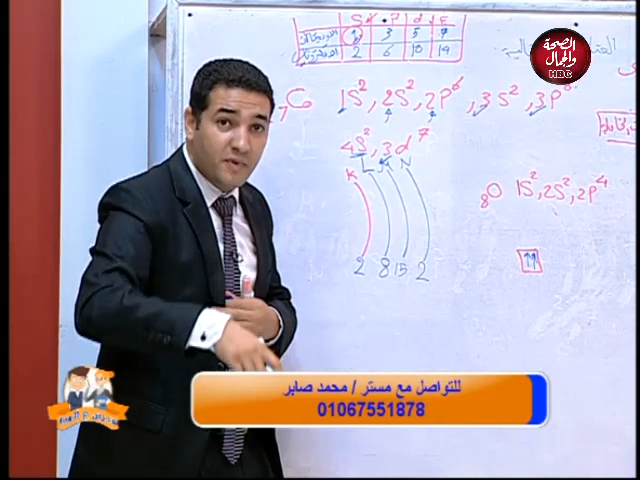 الصحة
والجمال
HBC
S P d F
3 5 7
2 6 10 14
Co 1S², 2S², 2P⁶, 3S², 3P⁶
4S², 3d⁷
K L M N
2 8 15 2
₈O 1S², 2S², 2P⁴
↑↑
للتواصل مع مستر / محمد صابر
01067551878